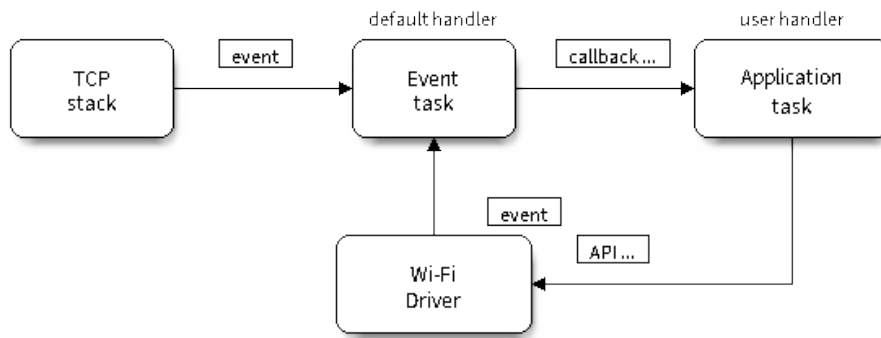 default handler
user handler
event
callback ...
TCP
stack
Event
task
Application
task
event
API ...
Wi-Fi
Driver